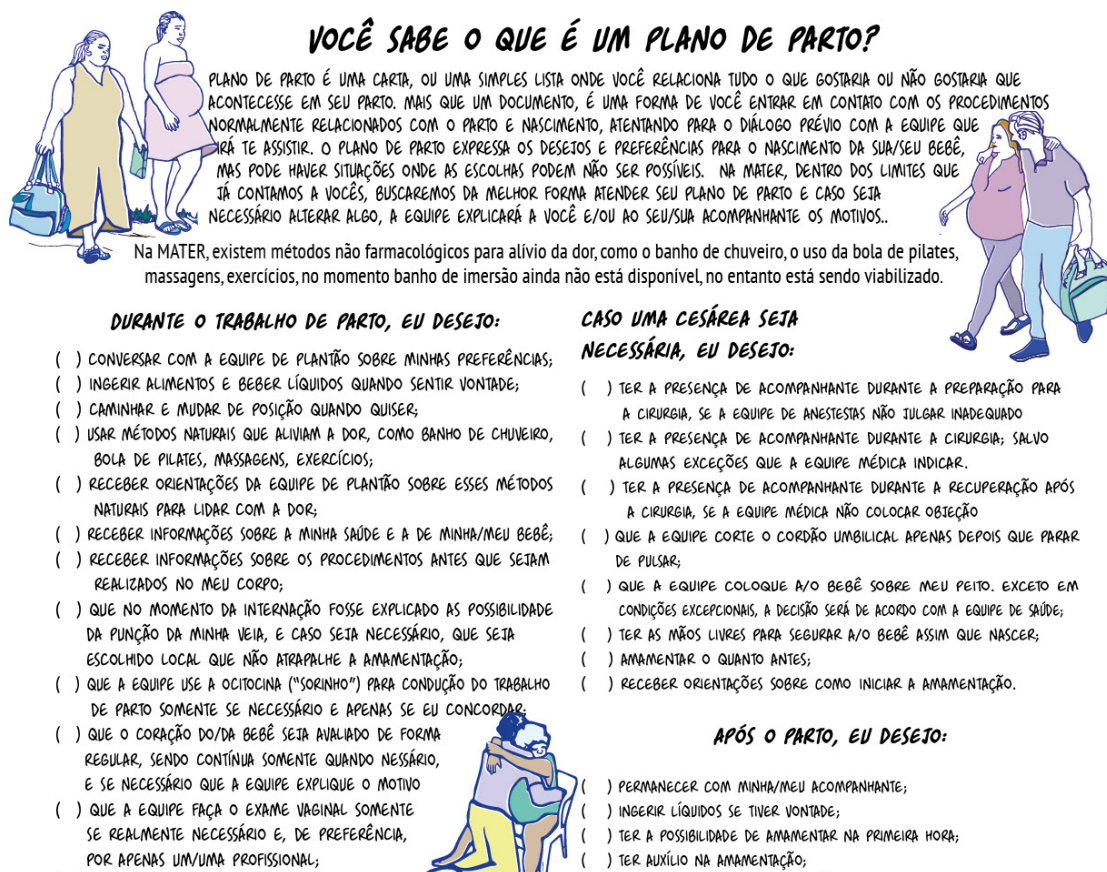 VOCÊ SABE O QUE É UM PLANO DE PARTO?
PLANO DE PARTO É UMA CARTA, OU UMA SIMPLES LISTA ONDE VOCÊ RELACIONA TUDO O QUE GOSTARIA OU NÃO GOSTARIA QUE
ACONTECESSE EM SEU PARTO. MAIS QUE UM DOCUMENTO, É UMA FORMA DE VOCÊ ENTRAR EM CONTATO COM OS PROCEDIMENTOS
NORMALMENTE RELACIONADOS COM O PARTO E NASCIMENTO, ATENTANDO PARA O DIÁLOGO PRÉVIO COM A EQUIPE QUE
IRÁ TE ASSISTIR. O PLANO DE PARTO EXPRESSA OS DESEJOS E PREFERÊNCIAS PARA O NASCIMENTO DA SUA/SEU BEBÊ,
MAS PODE HAVER SITUAÇÕES ONDE AS ESCOLHAS PODEM NÃO SER POSSÍVEIS. NA MATER, DENTRO DOS LIMITES QUE
JÁ CONTAMOS A VOCÊS, BUSCAREMOS DA MELHOR FORMA ATENDER SEU PLANO DE PARTO E CASO SEJA
NECESSÁRIO ALTERAR ALGO, A EQUIPE EXPLICARÁ A VOCÊ E/OU AO SEU/SUA ACOMPANHANTE OS MOTIVOS..
Na MATER, existem métodos não farmacológicos para alívio da dor, como o banho de chuveiro, o uso da bola de pilates,
massagens, exercícios, no momento banho de imersão ainda não está disponível, no entanto está sendo viabilizado.
DURANTE O TRABALHO DE PARTO, EU DESEJO:
( ) CONVERSAR COM A EQUIPE DE PLANTÃO SOBRE MINHAS PREFERÊNCIAS;
( ) INGERIR ALIMENTOS E BEBER LÍQUIDOS QUANDO SENTIR VONTADE;
( ) CAMINHAR E MUDAR DE POSIÇÃO QUANDO QUISER;
( ) USAR MÉTODOS NATURAIS QUE ALIVIAM A DOR, COMO BANHO DE CHUVEIRO,
BOLA DE PILATES, MASSAGENS, EXERCÍCIOS;
( ) RECEBER ORIENTAÇÕES DA EQUIPE DE PLANTÃO SOBRE ESSES MÉTODOS
NATURAIS PARA LIDAR COM A DOR;
( ) RECEBER INFORMAÇÕES SOBRE A MINHA SAÚDE E A DE MINHA/MEU BEBÊ;
( ) RECEBER INFORMAÇÕES SOBRE OS PROCEDIMENTOS ANTES QUE SEJAM
REALIZADOS NO MEU CORPO;
( ) QUE NO MOMENTO DA INTERNAÇÃO FOSSE EXPLICADO AS POSSIBILIDADE
DA PUNÇÃO DA MINHA VEIA, E CASO SEJA NECESSÁRIO, QUE SEJA
ESCOLHIDO LOCAL QUE NÃO ATRAPALHE A AMAMENTAÇÃO;
( ) QUE A EQUIPE USE A OCITOCINA ("SORINHO") PARA CONDUÇÃO DO TRABALHO
DE PARTO SOMENTE SE NECESSÁRIO E APENAS SE EU CONCORDAR;
( ) QUE O CORAÇÃO DO/DA BEBÊ SEJA AVALIADO DE FORMA
REGULAR, SENDO CONTÍNUA SOMENTE QUANDO NESSÁRIO,
E SE NECESSÁRIO QUE A EQUIPE EXPLIQUE O MOTIVO
( ) QUE A EQUIPE FAÇA O EXAME VAGINAL SOMENTE
SE REALMENTE NECESSÁRIO E, DE PREFERÊNCIA,
POR APENAS UM/UMA PROFISSIONAL;
CASO UMA CESÁREA SEJA
NECESSÁRIA, EU DESEJO:
( ) TER A PRESENÇA DE ACOMPANHANTE DURANTE A PREPARAÇÃO PARA
A CIRURGIA, SE A EQUIPE DE ANESTESTAS NÃO JULGAR INADEQUADO
( ) TER A PRESENÇA DE ACOMPANHANTE DURANTE A CIRURGIA; SALVO
ALGUMAS EXCEÇÕES QUE A EQUIPE MÉDICA INDICAR.
( ) TER A PRESENÇA DE ACOMPANHANTE DURANTE A RECUPERAÇÃO APÓS
A CIRURGIA, SE A EQUIPE MÉDICA NÃO COLOCAR OBJEÇÃO
( ) QUE A EQUIPE CORTE O CORDÃO UMBILICAL APENAS DEPOIS QUE PARAR
DE PULSAR;
( ) QUE A EQUIPE COLOQUE A/O BEBÊ SOBRE MEU PEITO. EXCETO EM
CONDIÇÕES EXCEPCIONAIS, A DECISÃO SERÁ DE ACORDO COM A EQUIPE DE SAÚDE;
( ) TER AS MÃOS LIVRES PARA SEGURAR A/O BEBÊ ASSIM QUE NASCER;
( ) AMAMENTAR O QUANTO ANTES;
( ) RECEBER ORIENTAÇÕES SOBRE COMO INICIAR A AMAMENTAÇÃO.
APÓS O PARTO, EU DESEJO:
( ) PERMANECER COM MINHA/MEU ACOMPANHANTE;
( ) INGERIR LÍQUIDOS SE TIVER VONTADE;
( ) TER A POSSIBILIDADE DE AMAMENTAR NA PRIMEIRA HORA;
( ) TER AUXÍLIO NA AMAMENTAÇÃO;